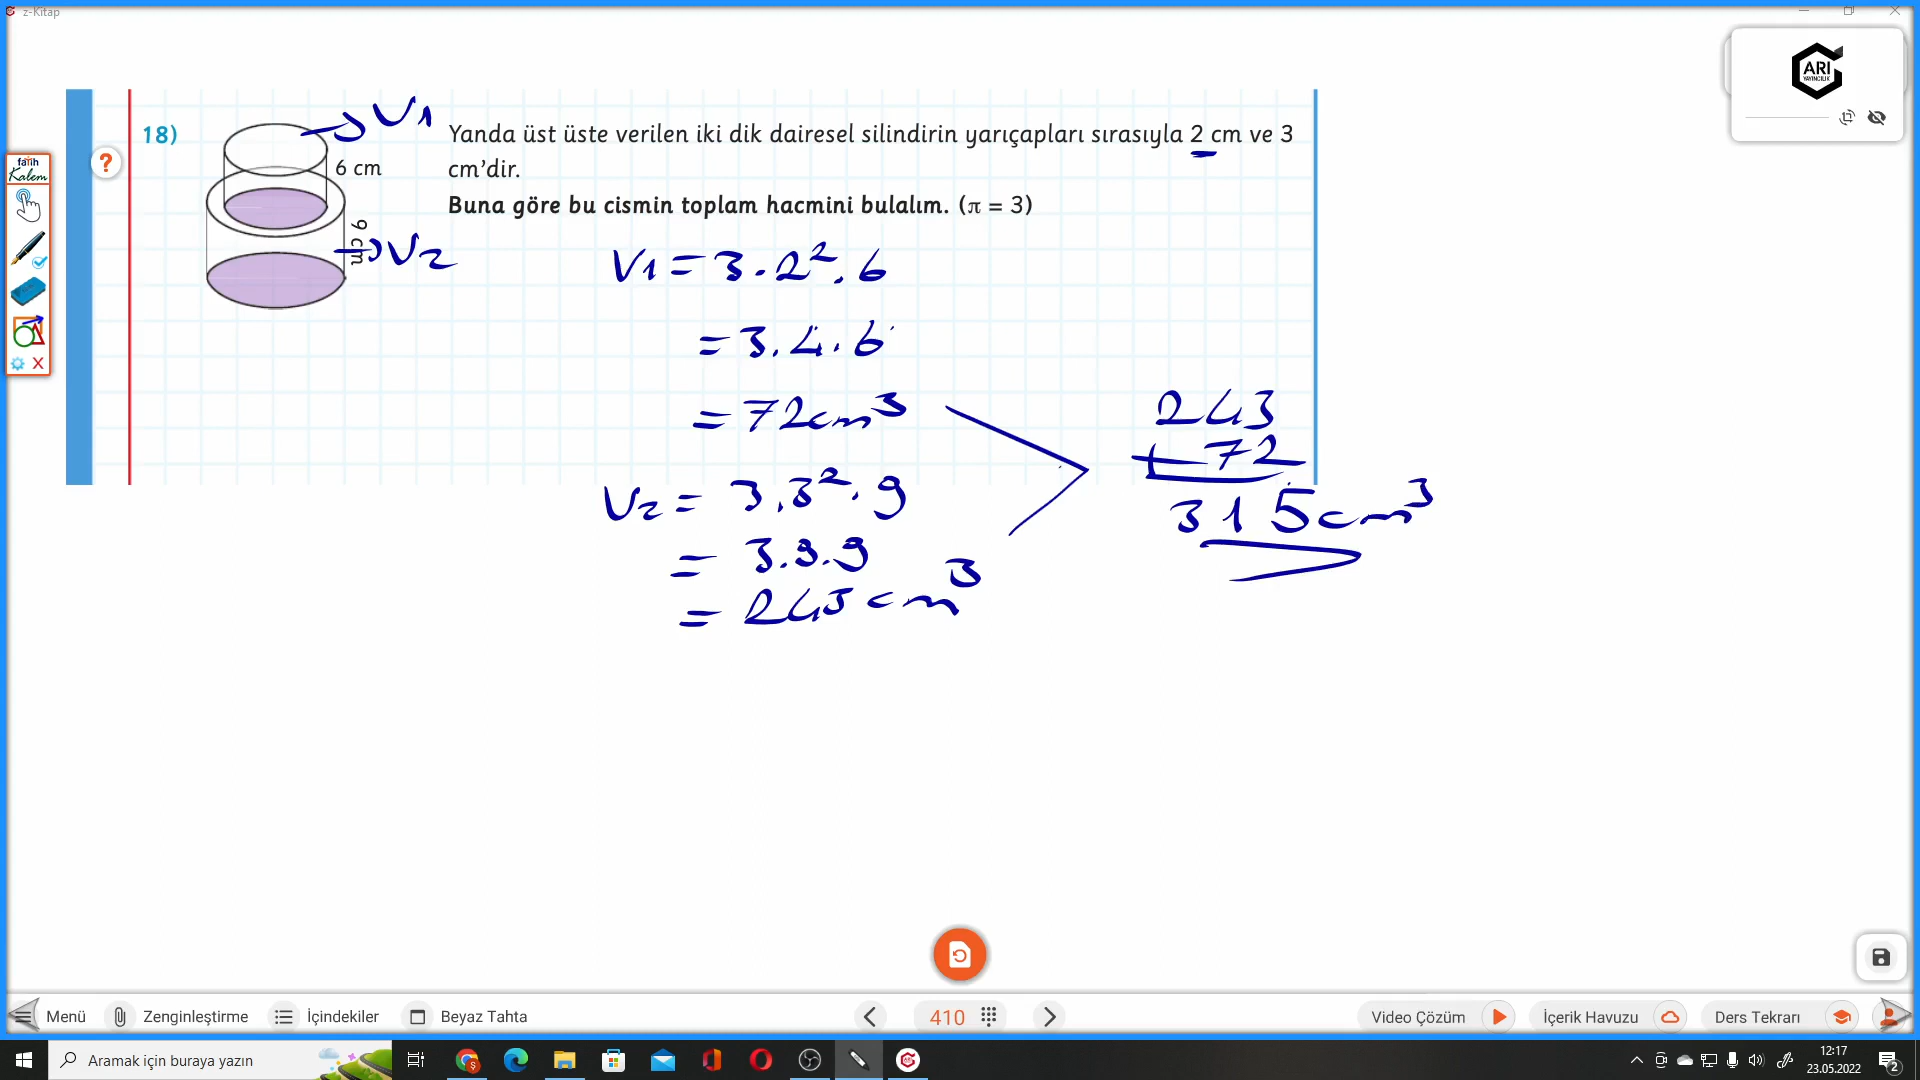 z-Kitap
ARI
YAYINCILIK
fatih
Kalem
X
?
18)
V1
6 cm
9 cm
V2
Yanda üst üste verilen iki dik dairesel silindirin yarıçapları sırasıyla 2 cm ve 3
cm'dir.
Buna göre bu cismin toplam hacmini bulalım. (π = 3)
V1 = 3.2².6
= 3.4.6
= 72cm³
V2 = 3.3².9
= 3.9.9
= 243cm³
243
+ 72
315cm³
Menü Zenginleştirme İçindekiler Beyaz Tahta 410 Video Çözüm İçerik Havuzu Ders Tekrarı
Aramak için buraya yazın
12:17
23.05.2022
2